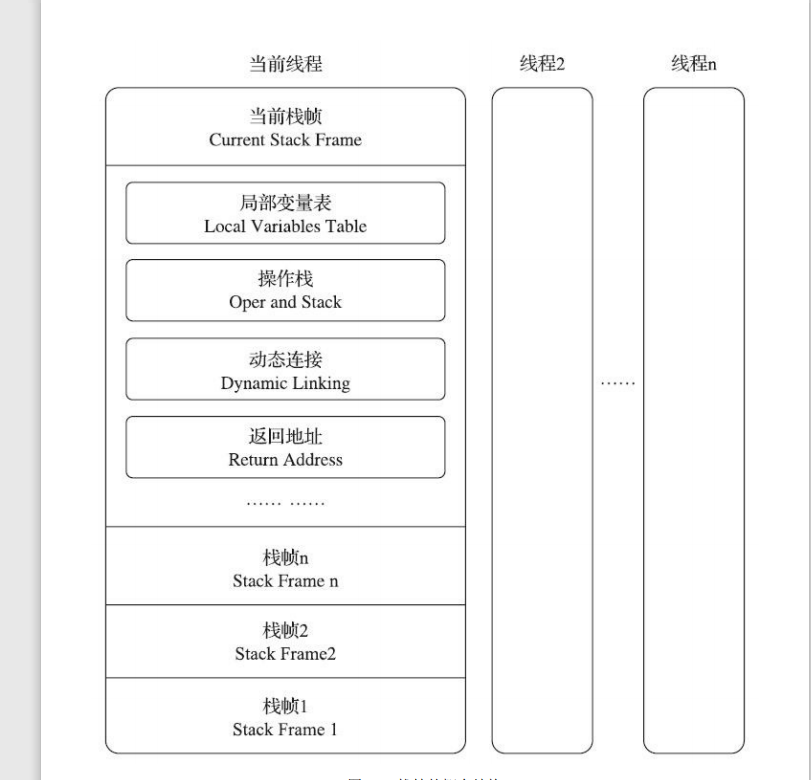 当前线程
线程2
线程n
当前栈帧
Current Stack Frame
局部变量表
Local Variables Table
操作栈
Oper and Stack
动态连接
Dynamic Linking
返回地址
Return Address
…… ……
……
栈帧n
Stack Frame n
栈帧2
Stack Frame2
栈帧1
Stack Frame 1